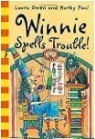 Laura Owen and Korky Paul
Winnie
Spells Trouble!